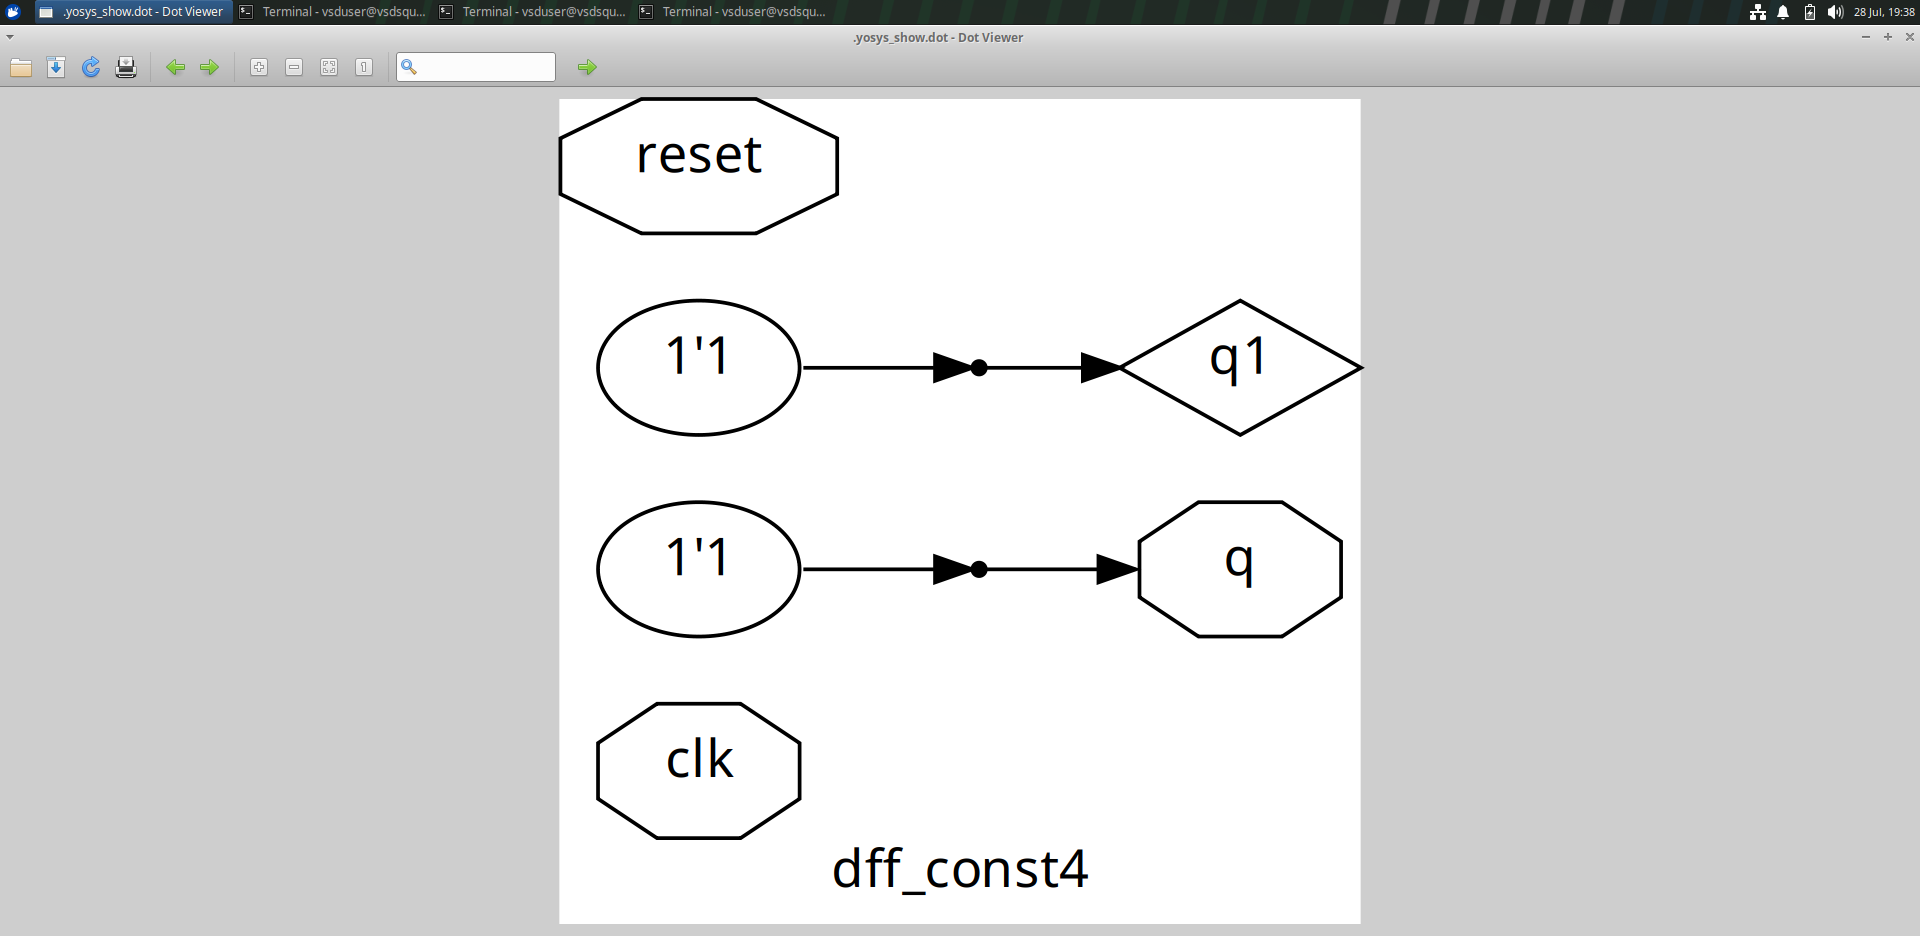 .yosys_show.dot - Dot Viewer
Terminal - vsduser@vsdsqu...
Terminal - vsduser@vsdsqu...
Terminal - vsduser@vsdsqu...
28 Jul, 19:38
.yosys_show.dot - Dot Viewer
1
reset
1'1
q1
1'1
q
clk
dff_const4